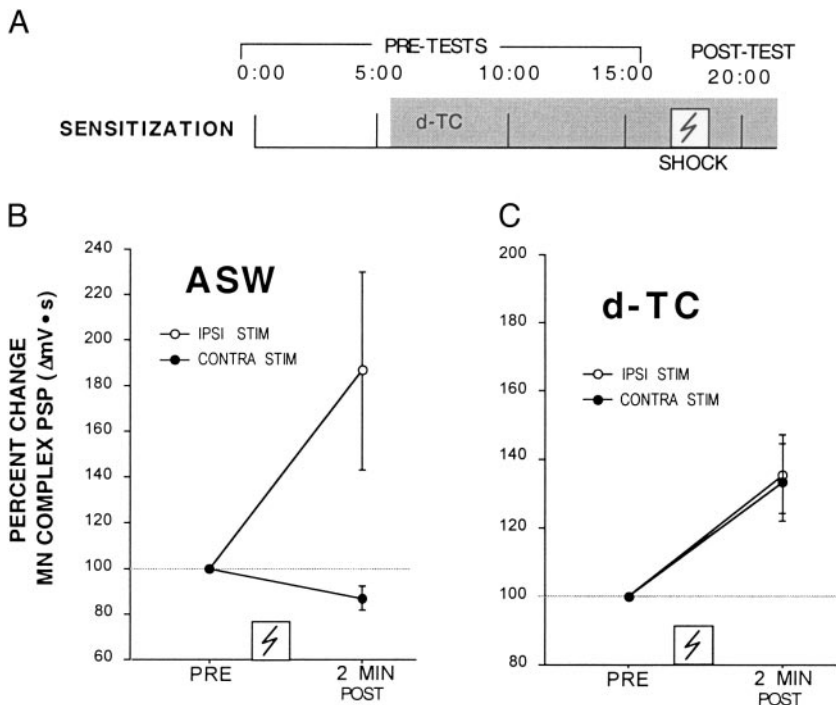 A
PRE-TESTS
POST-TEST
0:00 5:00 10:00 15:00 20:00
SENSITIZATION
d-TC
SHOCK
B
PERCENT CHANGE
MN COMPLEX PSP (ΔmV•s)
240
220
200
180
160
140
120
100
80
60
ASW
IPSI STIM
CONTRA STIM
PRE
2 MIN
POST
C
200
180
160
140
120
100
80
d-TC
IPSI STIM
CONTRA STIM
PRE
2 MIN
POST